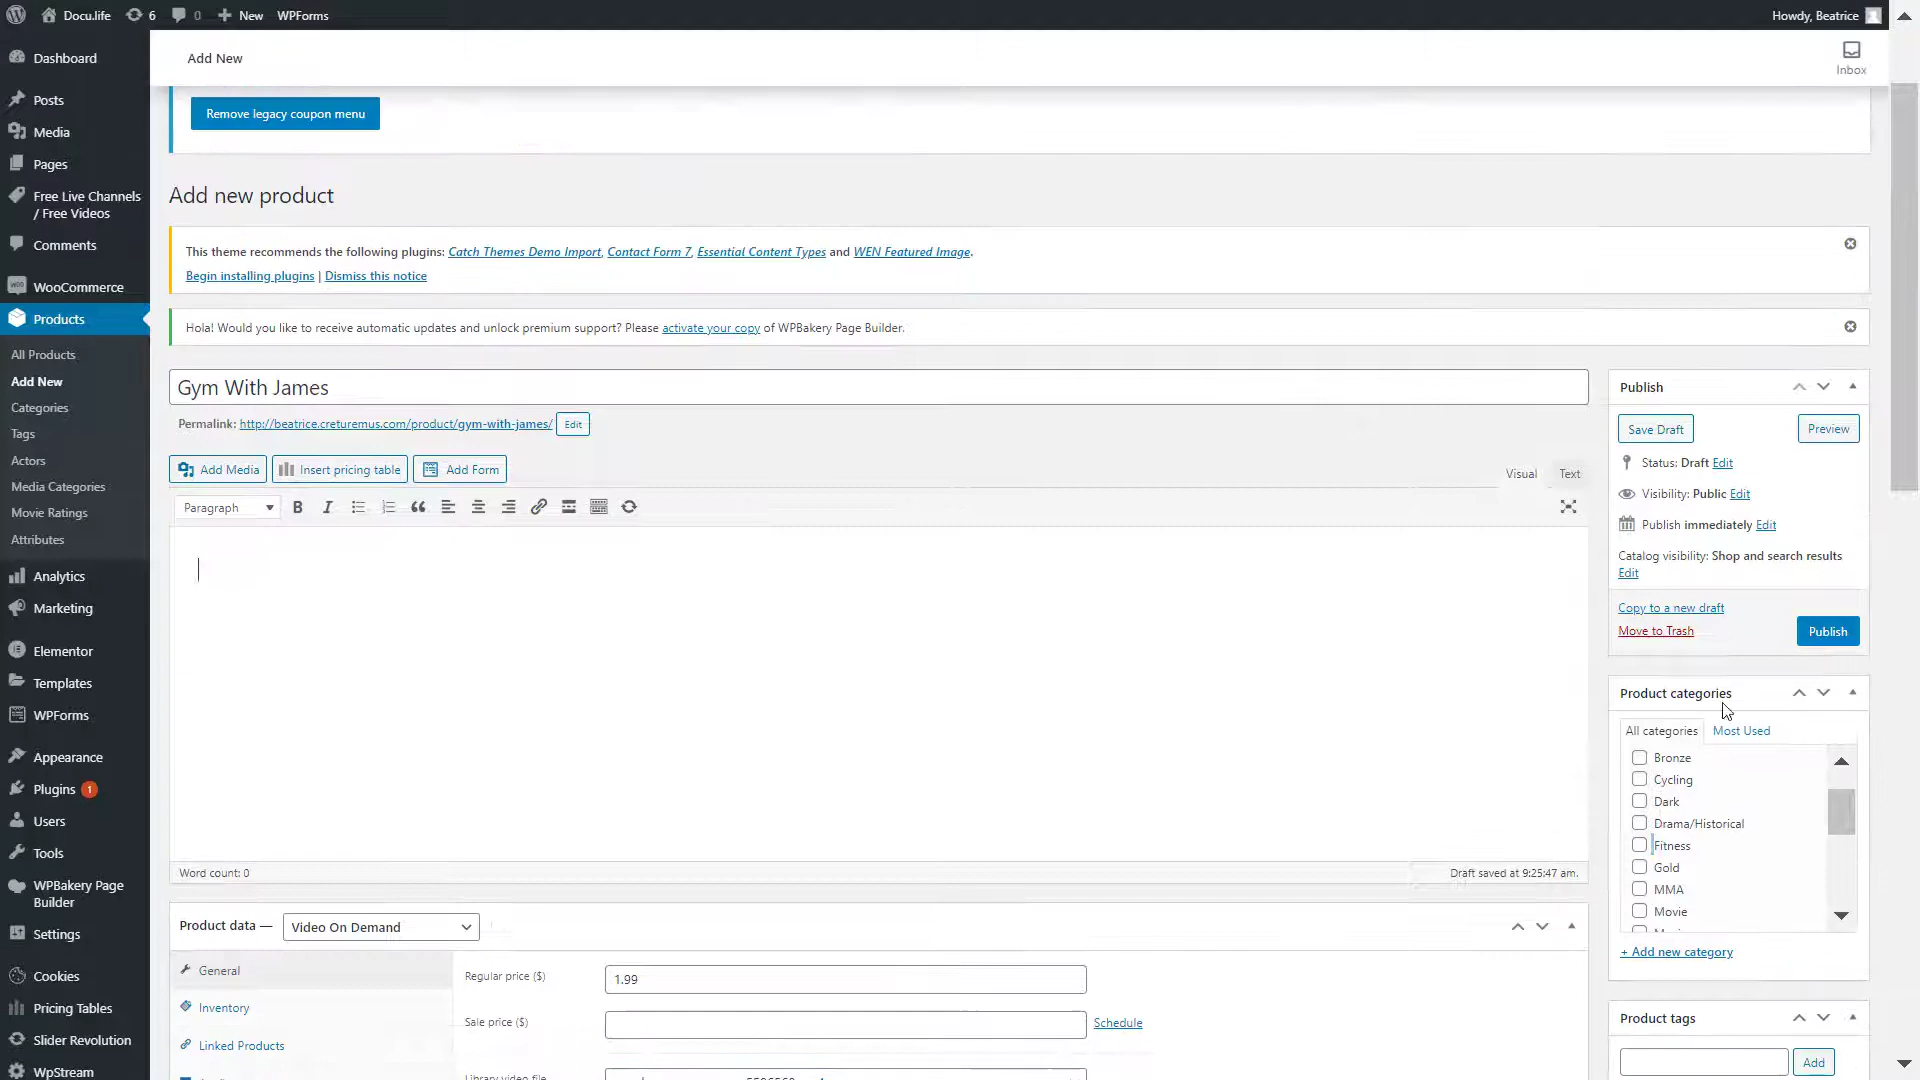 Docu.life 6 0 New WPForms Howdy, Beatrice
Add New Inbox
Dashboard
Posts
Media
Pages
Free Live Channels
/ Free Videos
Comments
WooCommerce
Products
All Products
Add New
Categories
Tags
Actors
Media Categories
Movie Ratings
Attributes
Analytics
Marketing
Elementor
Templates
WPForms
Appearance
Plugins 1
Users
Tools
WPBakery Page
Builder
Settings
Cookies
Pricing Tables
Slider Revolution
WpStream
Remove legacy coupon menu
Add new product
This theme recommends the following plugins: Catch Themes Demo Import, Contact Form 7, Essential Content Types and WEN Featured Image.
Begin installing plugins | Dismiss this notice
Hola! Would you like to receive automatic updates and unlock premium support? Please activate your copy of WPBakery Page Builder.
Gym With James
Permalink: http://beatrice.creturemus.com/product/gym-with-james/ Edit
Add Media Insert pricing table Add Form Visual Text
Paragraph
Word count: 0 Draft saved at 9:25:47 am.
Product data — Video On Demand
General
Inventory
Linked Products
Regular price ($) 1.99
Sale price ($) Schedule
Library video file
Publish
Save Draft Preview
Status: Draft Edit
Visibility: Public Edit
Publish immediately Edit
Catalog visibility: Shop and search results
Edit
Copy to a new draft
Move to Trash Publish
Product categories
All categories Most Used
Bronze
Cycling
Dark
Drama/Historical
Fitness
Gold
MMA
Movie
+ Add new category
Product tags
Add